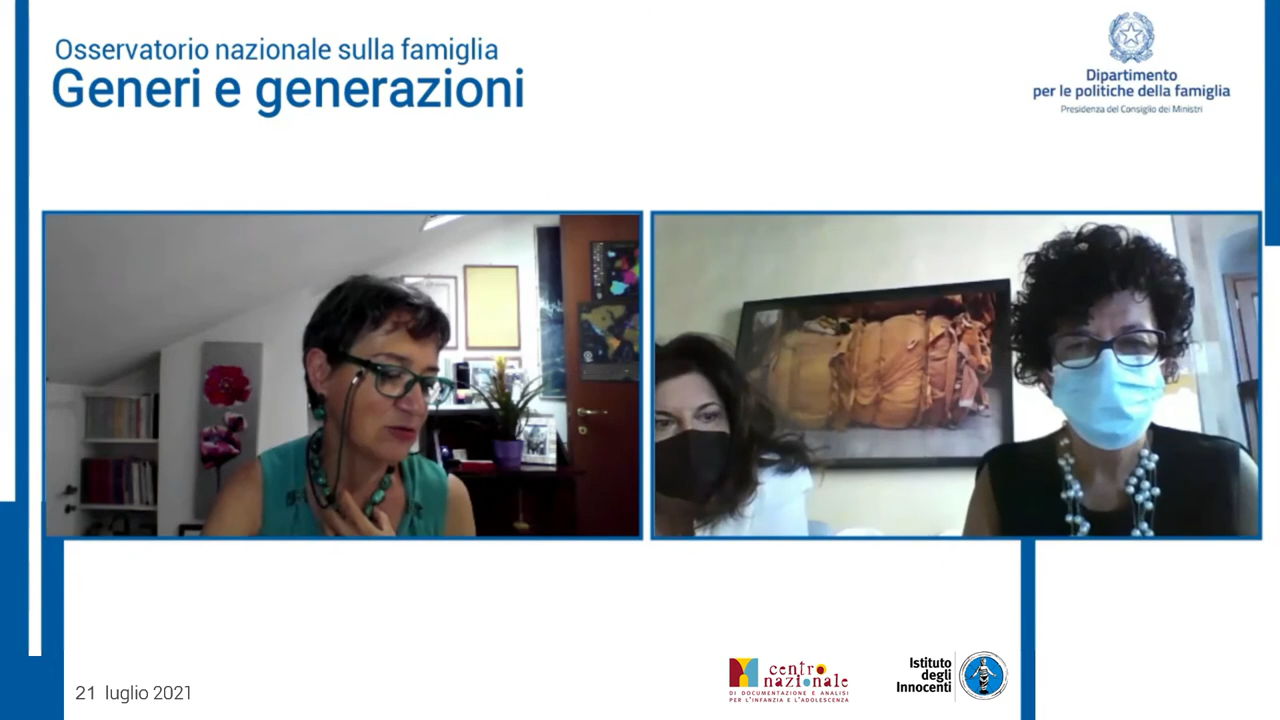 Osservatorio nazionale sulla famiglia
Generi e generazioni
Dipartimento
per le politiche della famiglia
Presidenza del Consiglio dei Ministri
21 luglio 2021
centro
nazionale
DI DOCUMENTAZIONE E ANALISI
PER L'INFANZIA E L'ADOLESCENZA
Istituto
degli
Innocenti